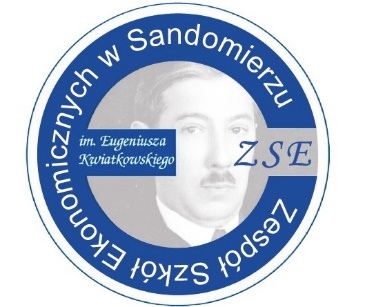 Zespół Szkół Ekonomicznych w Sandomierzu
im. Eugeniusza
Kwiatkowskiego
ZSE